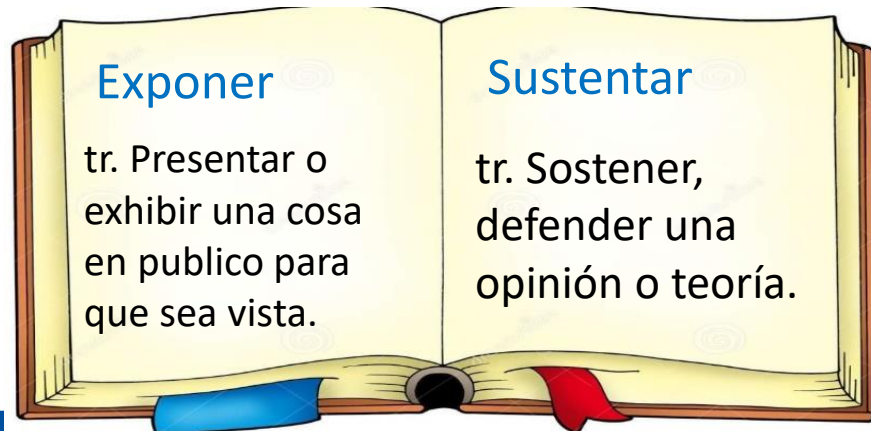 Exponer
tr. Presentar o
exhibir una cosa
en publico para
que sea vista.
Sustentar
tr. Sostener,
defender una
opinión o teoría.